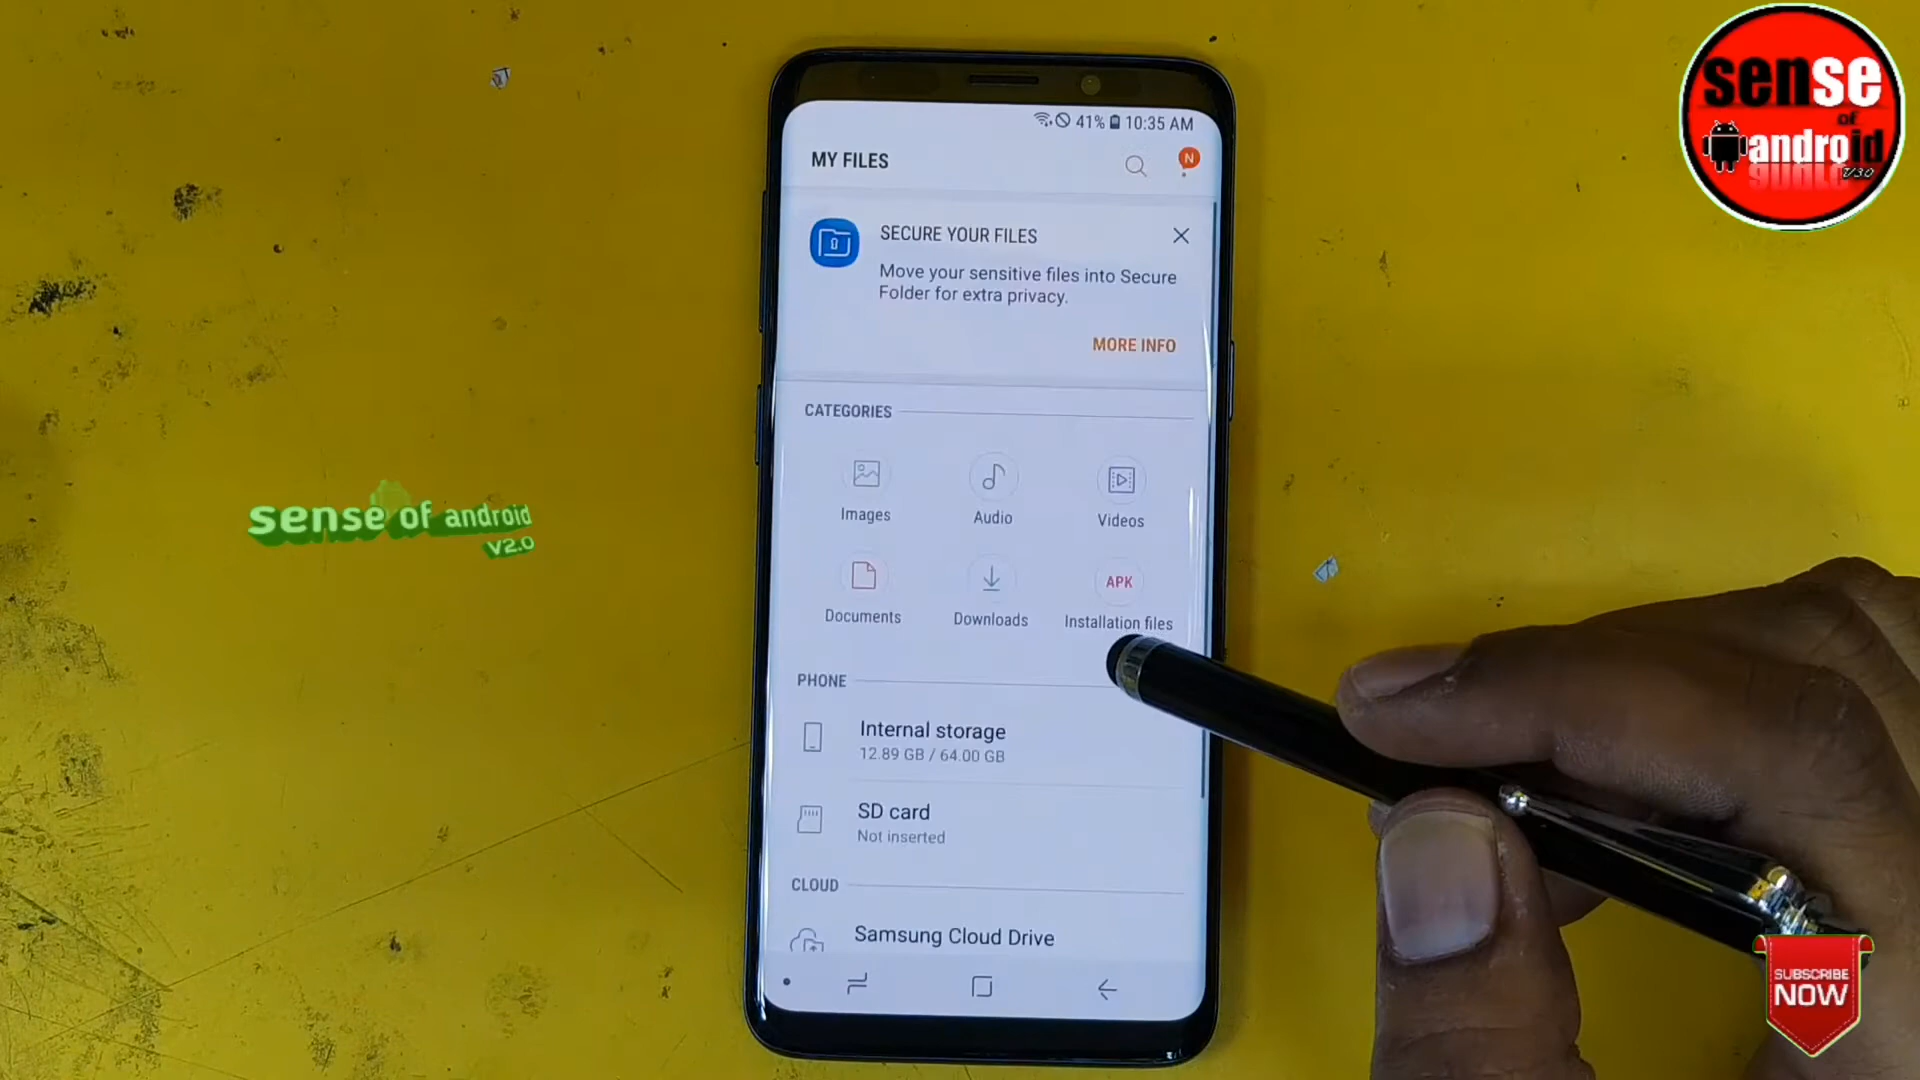 41% 10:35 AM
MY FILES
N
SECURE YOUR FILES
Move your sensitive files into Secure
Folder for extra privacy.
MORE INFO
CATEGORIES
Images
Audio
Videos
Documents
Downloads
APK
Installation files
PHONE
Internal storage
12.89 GB / 64.00 GB
SD card
Not inserted
CLOUD
Samsung Cloud Drive
sense of android
V2.0
sense
of
android
V3.0
SUBSCRIBE
NOW